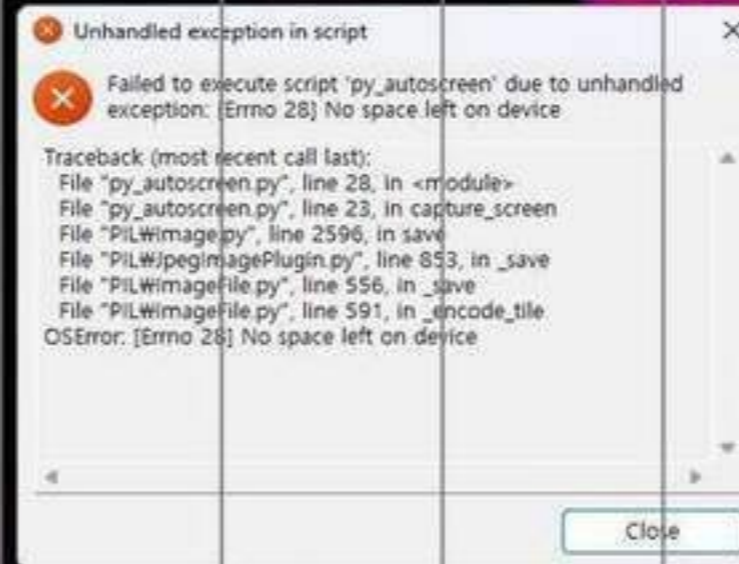 Unhandled exception in script
Failed to execute script 'py_autoscreen' due to unhandled
exception: [Errno 28] No space left on device
Traceback (most recent call last):
File "py_autoscreen.py", line 28, in <module>
File "py_autoscreen.py", line 23, in capture_screen
File "PIL₩Image.py", line 2596, in save
File "PIL₩JpegImagePlugin.py", line 853, in _save
File "PIL₩ImageFile.py", line 556, in _save
File "PIL₩ImageFile.py", line 591, in _encode_tile
OSError: [Errno 28] No space left on device
Close